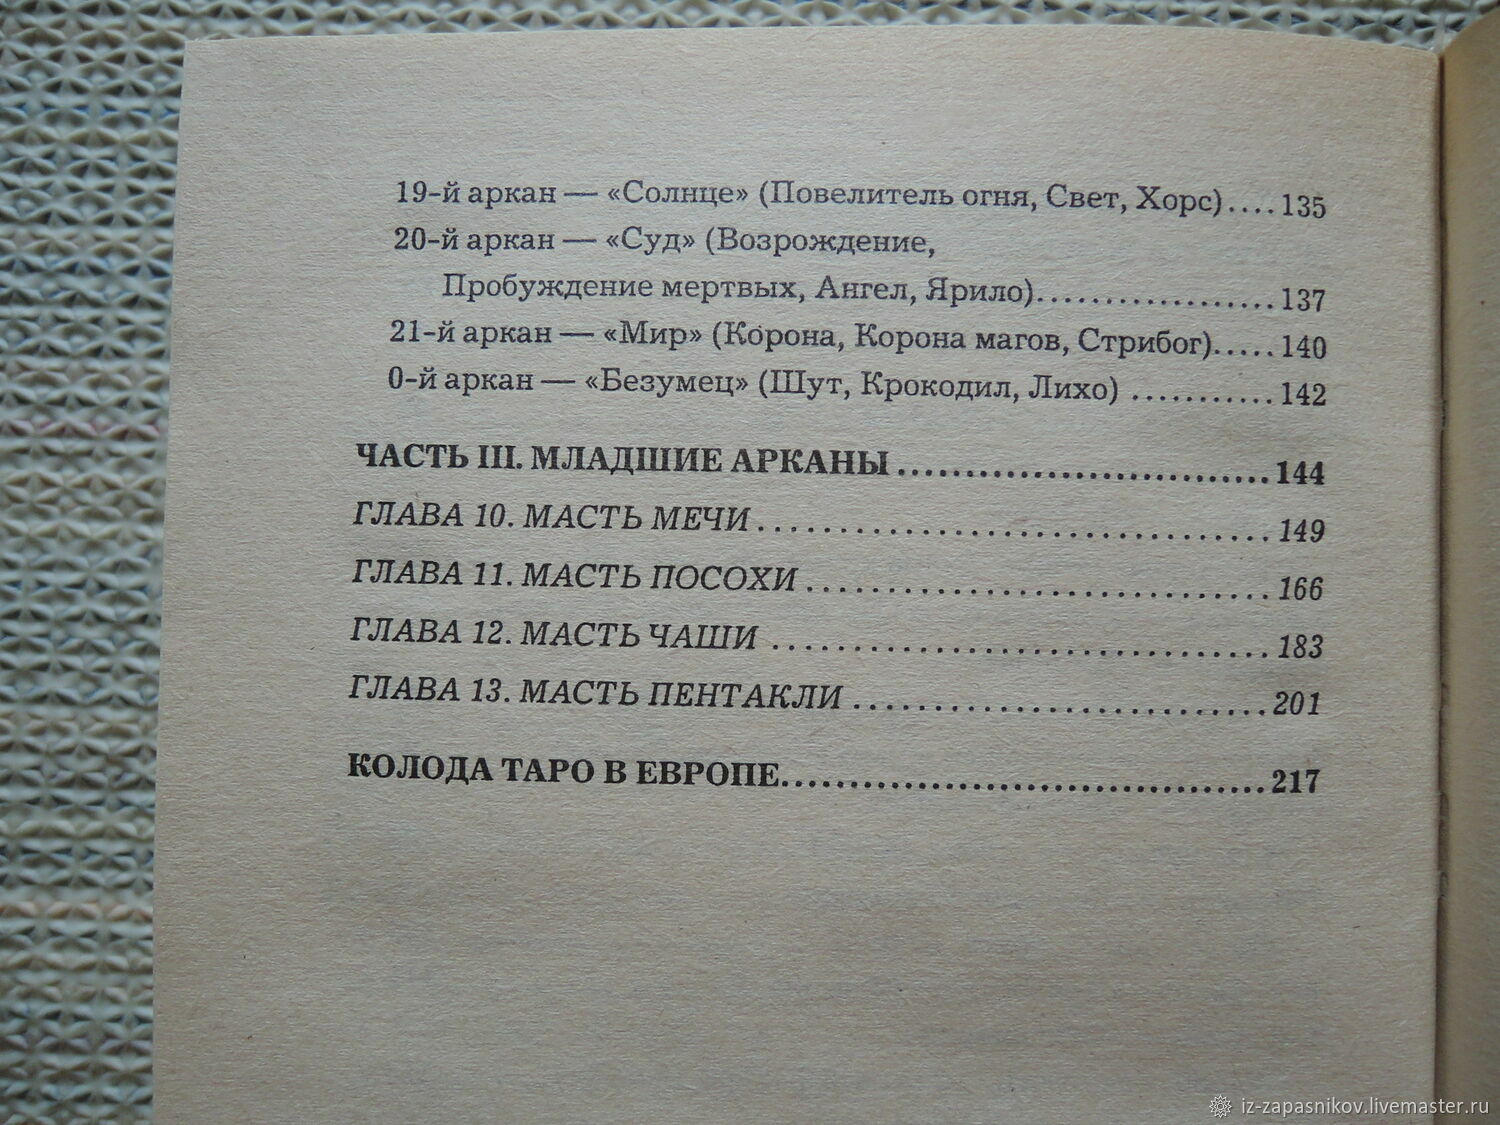 19-й аркан — «Солнце» (Повелитель огня, Свет, Хорс)....135
20-й аркан — «Суд» (Возрождение,
Пробуждение мертвых, Ангел, Ярило)..................137
21-й аркан — «Мир» (Корона, Корона магов, Стрибог).....140
0-й аркан — «Безумец» (Шут, Крокодил, Лихо) ...........142
ЧАСТЬ III. МЛАДШИЕ АРКАНЫ............................144
ГЛАВА 10. МАСТЬ МЕЧИ..................................149
ГЛАВА 11. МАСТЬ ПОСОХИ..............................166
ГЛАВА 12. МАСТЬ ЧАШИ ................................183
ГЛАВА 13. МАСТЬ ПЕНТАКЛИ ...........................201
КОЛОДА ТАРО В ЕВРОПЕ....................................217
iz-zapasnikov.livemaster.ru